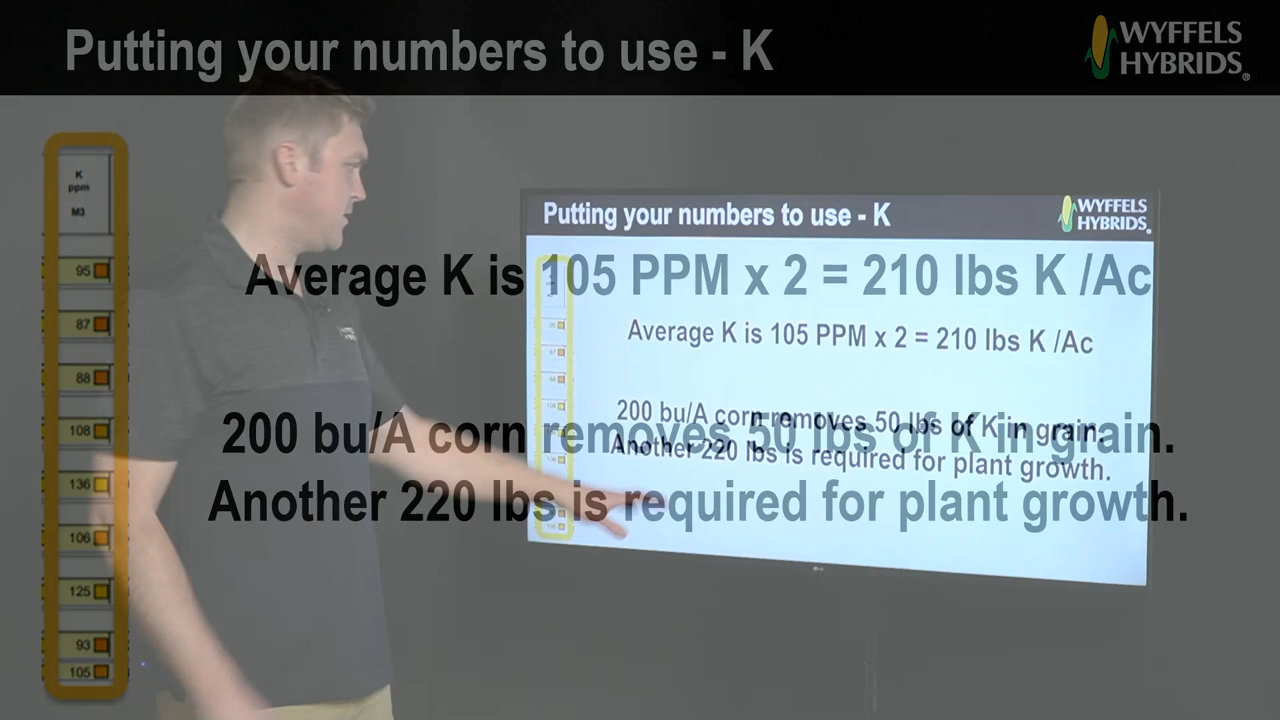 Putting your numbers to use - K
WYFFELS
HYBRIDS®
K
ppm
M3
95
87
88
108
136
106
125
93
105
Average K is 105 PPM x 2 = 210 lbs K /Ac
200 bu/A corn removes 50 lbs of K in grain.
Another 220 lbs is required for plant growth.
Putting your numbers to use - K
WYFFELS
HYBRIDS®
Average K is 105 PPM x 2 = 210 lbs K /Ac
200 bu/A corn removes 50 lbs of K in grain.
Another 220 lbs is required for plant growth.